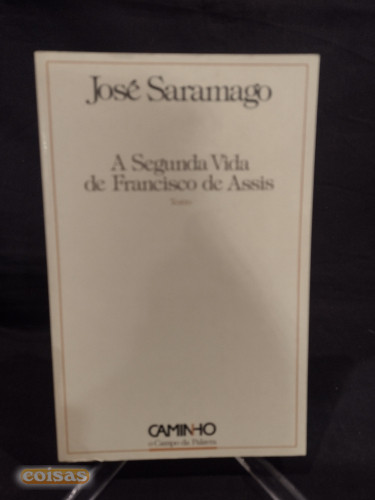 José Saramago
A Segunda Vida
de Francisco de Assis
Teatro
CAMINHO
o Campo da Palavra
coisas